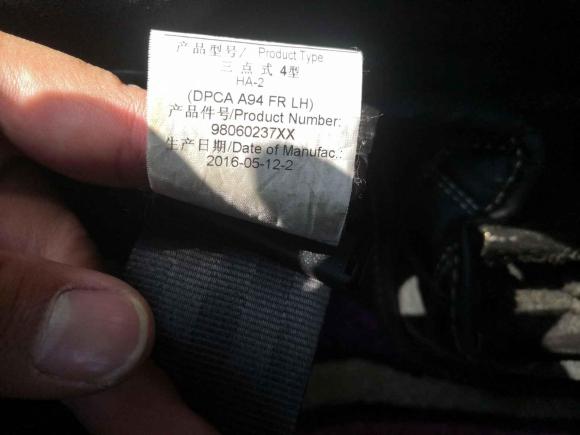 产品型号/ Product Type
三点式4型
HA-2
(DPCA A94 FR LH)
产品件号/Product Number:
98060237XX
生产日期/Date of Manufac.:
2016-05-12-2